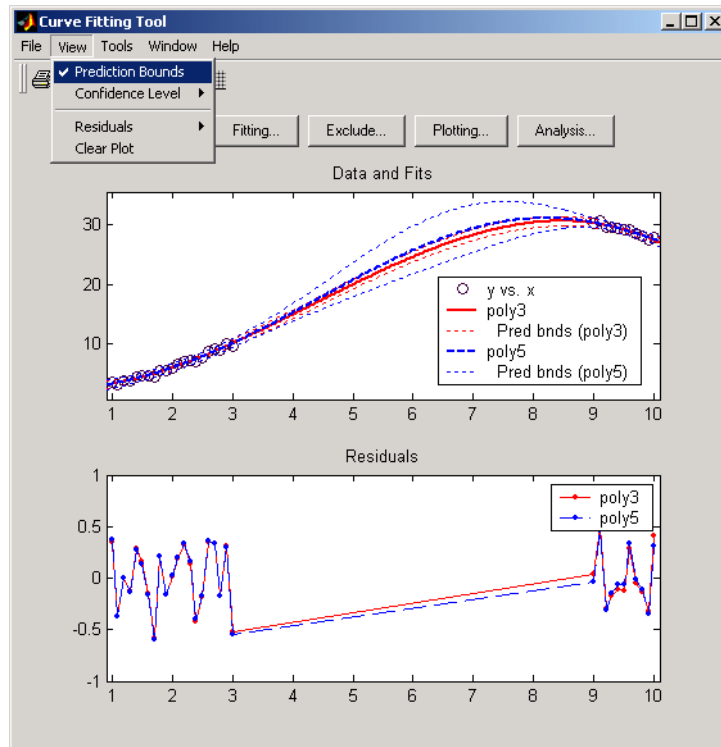 Curve Fitting Tool
File View Tools Window Help
Prediction Bounds
Confidence Level
Residuals
Clear Plot
Fitting... Exclude... Plotting... Analysis...
Data and Fits
30
20
10
y vs. x
poly3
Pred bnds (poly3)
poly5
Pred bnds (poly5)
1 2 3 4 5 6 7 8 9 10
Residuals
1
0.5
0
-0.5
-1
poly3
poly5
1 2 3 4 5 6 7 8 9 10